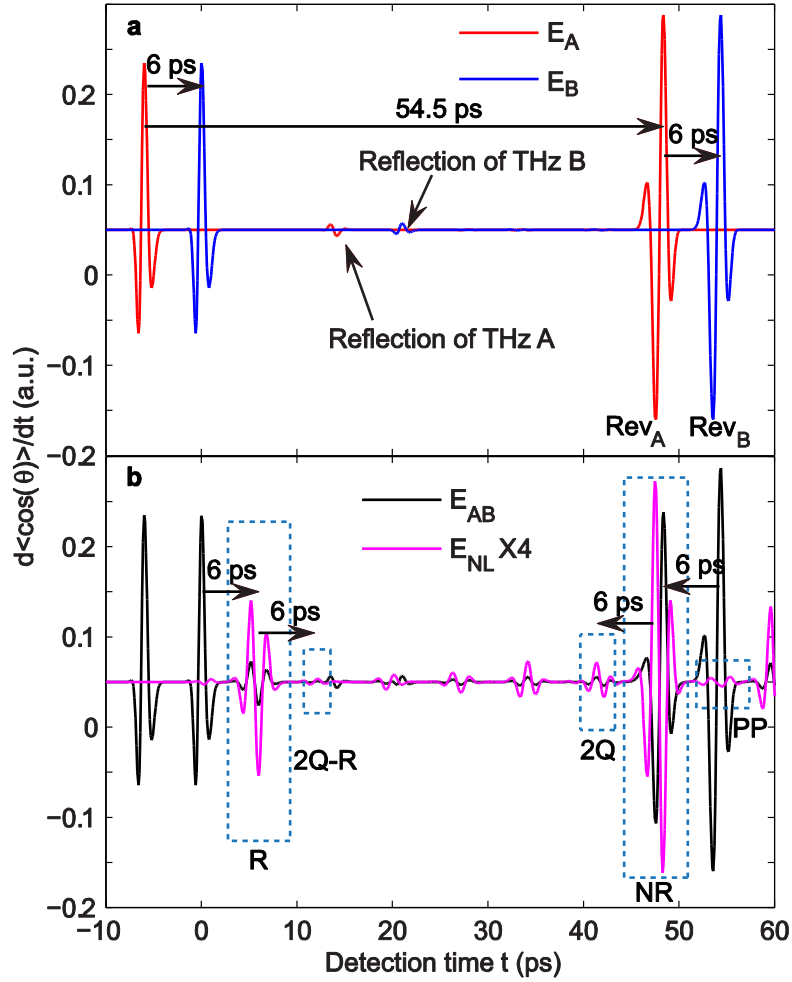 a
E_A
E_B
6 ps
54.5 ps
6 ps
Reflection of THz B
Reflection of THz A
Rev_A
Rev_B
0.2
0.1
0
−0.1
−0.2
d<cos(θ)>/dt (a.u.)
b
E_AB
E_NL X4
6 ps
6 ps
6 ps
6 ps
2Q-R
2Q
PP
R
NR
0.2
0.1
0
−0.1
−0.2
−10 0 10 20 30 40 50 60
Detection time t (ps)